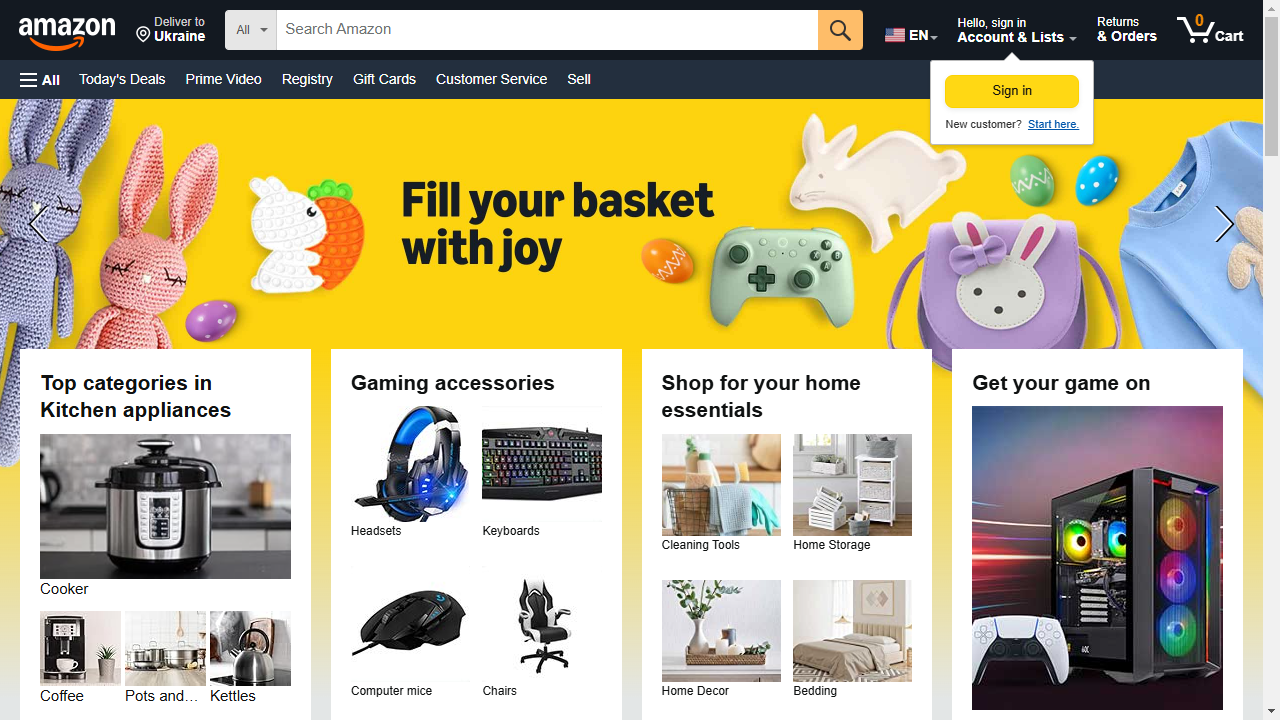 amazon
Deliver to
Ukraine
All
Search Amazon
EN
Hello, sign in
Account & Lists
Returns
& Orders
0
Cart
All
Today's Deals
Prime Video
Registry
Gift Cards
Customer Service
Sell
Sign in
New customer? Start here.
Fill your basket
with joy
Top categories in
Kitchen appliances
Cooker
Coffee
Pots and...
Kettles
Gaming accessories
Headsets
Keyboards
Computer mice
Chairs
Shop for your home
essentials
Cleaning Tools
Home Storage
Home Decor
Bedding
Get your game on